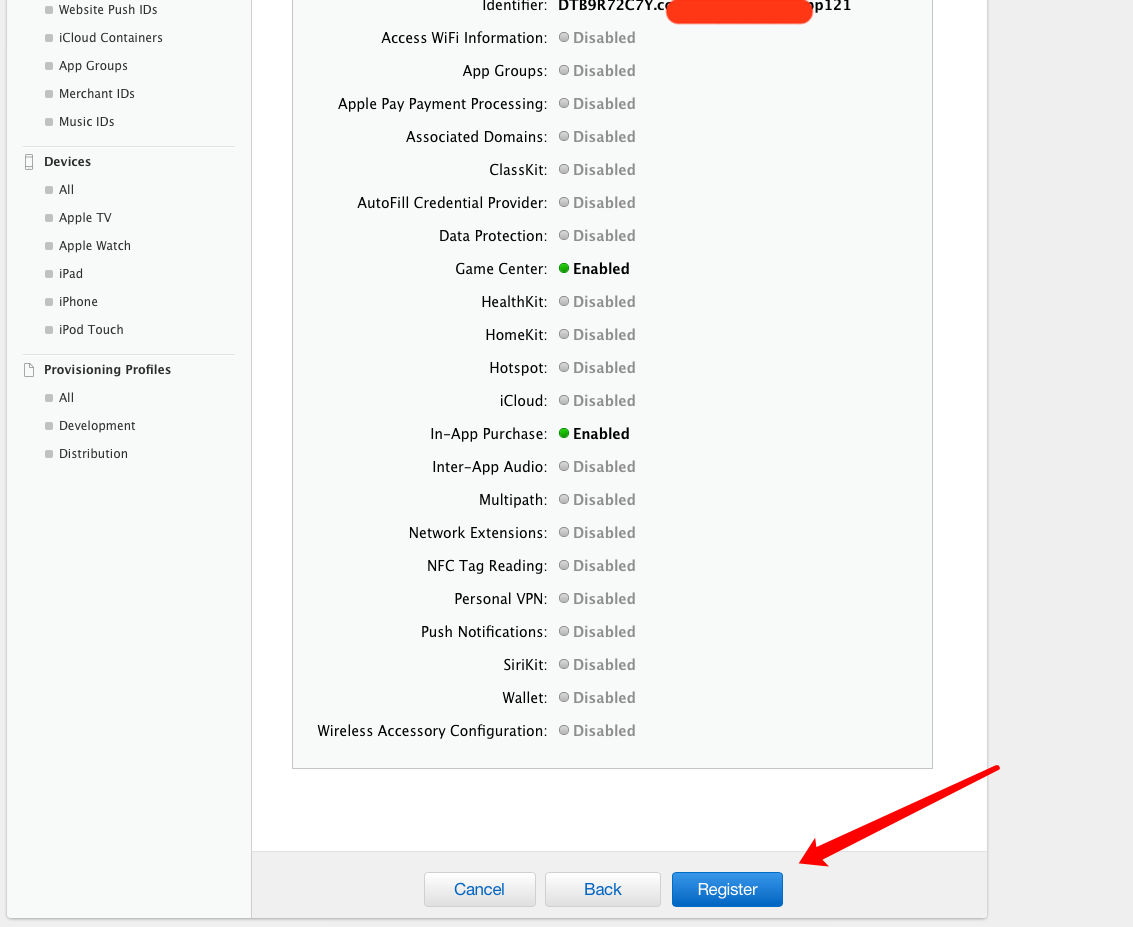 Website Push IDs
iCloud Containers
App Groups
Merchant IDs
Music IDs
Devices
All
Apple TV
Apple Watch
iPad
iPhone
iPod Touch
Provisioning Profiles
All
Development
Distribution
Identifier: DTB9R72C7Y.co pp121
Access WiFi Information: Disabled
App Groups: Disabled
Apple Pay Payment Processing: Disabled
Associated Domains: Disabled
ClassKit: Disabled
AutoFill Credential Provider: Disabled
Data Protection: Disabled
Game Center: Enabled
HealthKit: Disabled
HomeKit: Disabled
Hotspot: Disabled
iCloud: Disabled
In-App Purchase: Enabled
Inter-App Audio: Disabled
Multipath: Disabled
Network Extensions: Disabled
NFC Tag Reading: Disabled
Personal VPN: Disabled
Push Notifications: Disabled
SiriKit: Disabled
Wallet: Disabled
Wireless Accessory Configuration: Disabled
Cancel
Back
Register